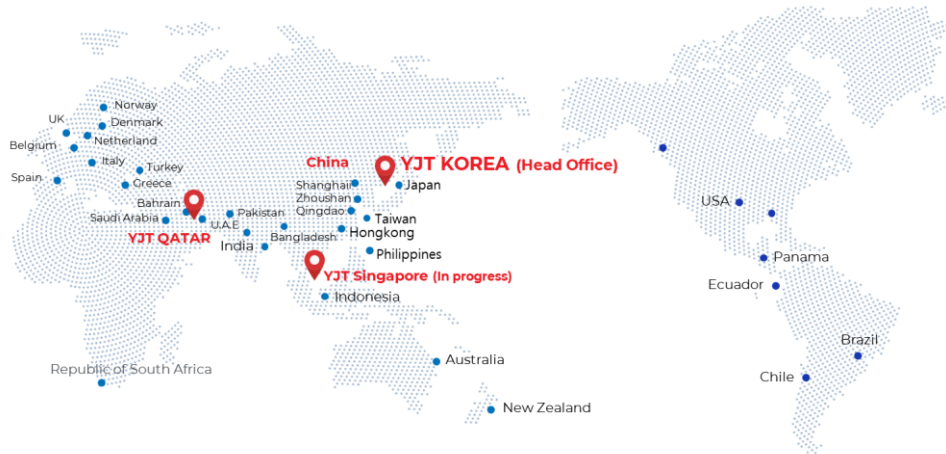 Norway
UK
Denmark
Netherland
Belgium
Italy
Turkey
Spain
Greece
China
YJT KOREA (Head Office)
Shanghaii
Japan
Zhoushan
Qingdao
Bahrain
Saudi Arabia
U.A.E
Pakistan
Taiwan
YJT QATAR
India
Bangladesh
Hongkong
Philippines
YJT Singapore (In progress)
Indonesia
Republic of South Africa
Australia
New Zealand
USA
Panama
Ecuador
Brazil
Chile